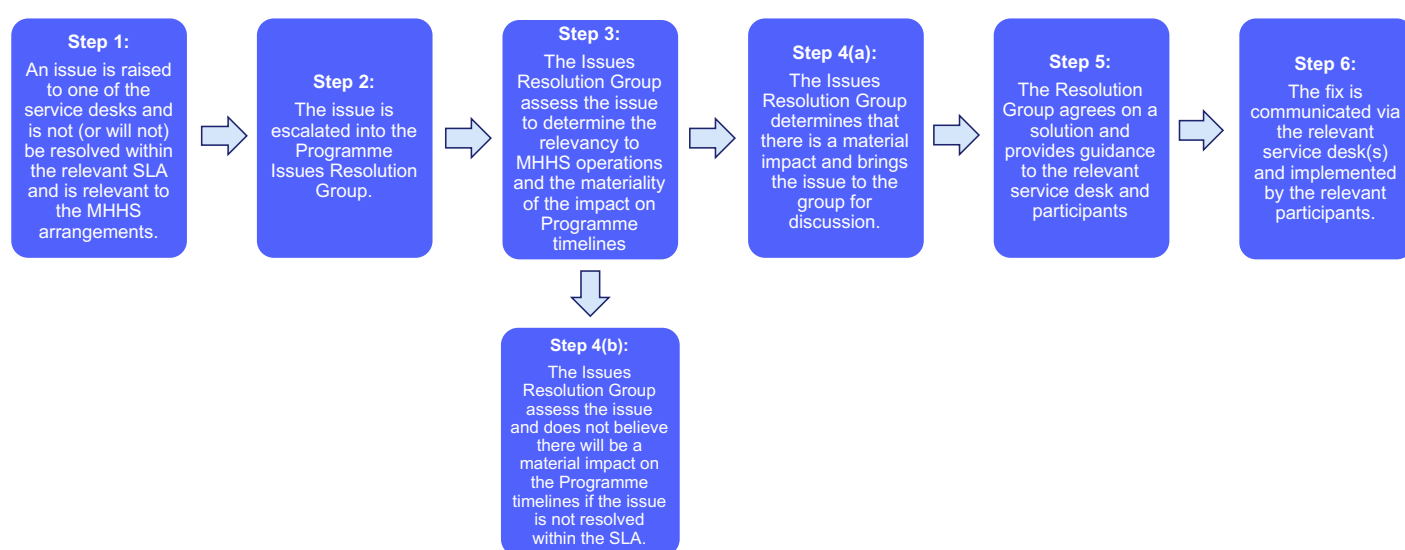 Step 1:
An issue is raised
to one of the
service desks and
is not (or will not)
be resolved within
the relevant SLA
and is relevant to
the MHHS
arrangements.
Step 2:
The issue is
escalated into the
Programme
Issues Resolution
Group.
Step 3:
The Issues
Resolution Group
assess the issue
to determine the
relevancy to
MHHS operations
and the materiality
of the impact on
Programme
timelines
Step 4(a):
The Issues
Resolution Group
determines that
there is a material
impact and brings
the issue to the
group for
discussion.
Step 5:
The Resolution
Group agrees on a
solution and
provides guidance
to the relevant
service desk and
participants
Step 6:
The fix is
communicated via
the relevant
service desk(s)
and implemented
by the relevant
participants.
Step 4(b):
The Issues
Resolution Group
assess the issue
and does not believe
there will be a
material impact on
the Programme
timelines if the issue
is not resolved
within the SLA.